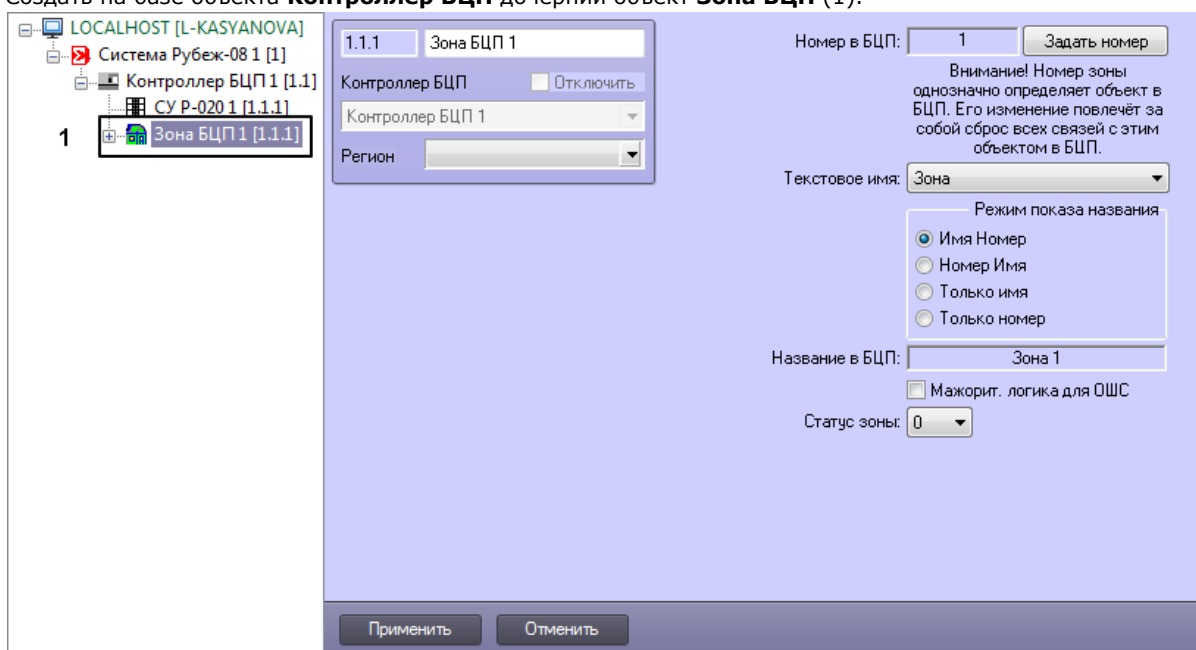 Создать на базе объекта Контроллер БЦП дочерний объект Зона БЦП (1).
LOCALHOST [L-KASYANOVA]
Система Рубеж-08 1 [1]
Контроллер БЦП 1 [1.1]
СУ Р-020 1 [1.1.1]
1
Зона БЦП 1 [1.1.1]
1.1.1
Зона БЦП 1
Контроллер БЦП
Отключить
Контроллер БЦП 1
Регион
Номер в БЦП:
1
Задать номер
Внимание! Номер зоны
однозначно определяет объект в
БЦП. Его изменение повлечёт за
собой сброс всех связей с этим
объектом в БЦП.
Текстовое имя:
Зона
Режим показа названия
Имя Номер
Номер Имя
Только имя
Только номер
Название в БЦП:
Зона 1
Мажорит. логика для ОШС
Статус зоны:
0
Применить
Отменить